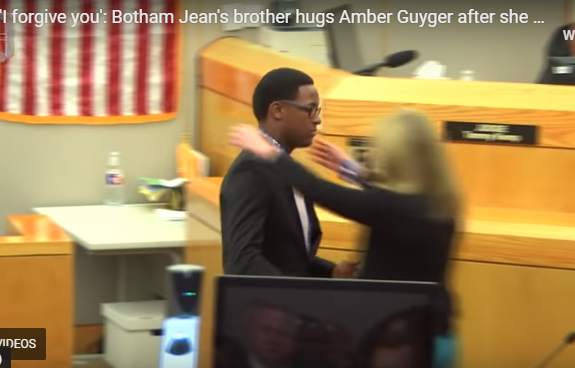 'I forgive you': Botham Jean's brother hugs Amber Guyger after she ...
W
VIDEOS